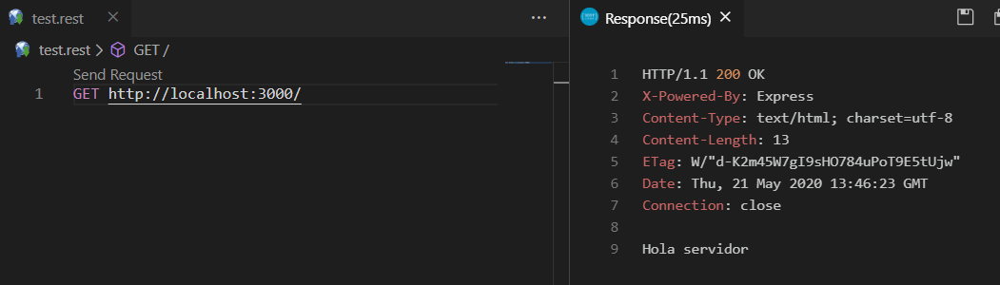 test.rest
Response(25ms)
test.rest > GET /
Send Request
1 GET http://localhost:3000/
1 HTTP/1.1 200 OK
2 X-Powered-By: Express
3 Content-Type: text/html; charset=utf-8
4 Content-Length: 13
5 ETag: W/"d-K2m45W7gI9sHO784uPoT9E5tUjw"
6 Date: Thu, 21 May 2020 13:46:23 GMT
7 Connection: close
8
9 Hola servidor